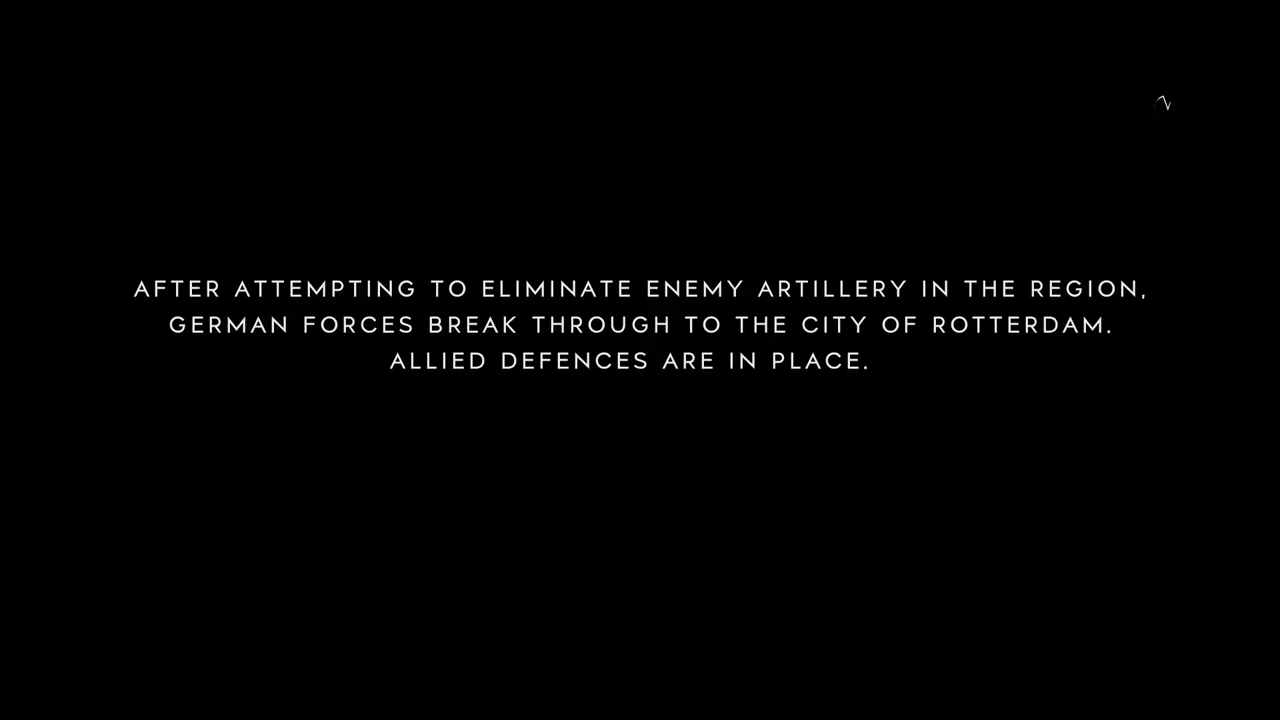 AFTER ATTEMPTING TO ELIMINATE ENEMY ARTILLERY IN THE REGION,
GERMAN FORCES BREAK THROUGH TO THE CITY OF ROTTERDAM.
ALLIED DEFENCES ARE IN PLACE.